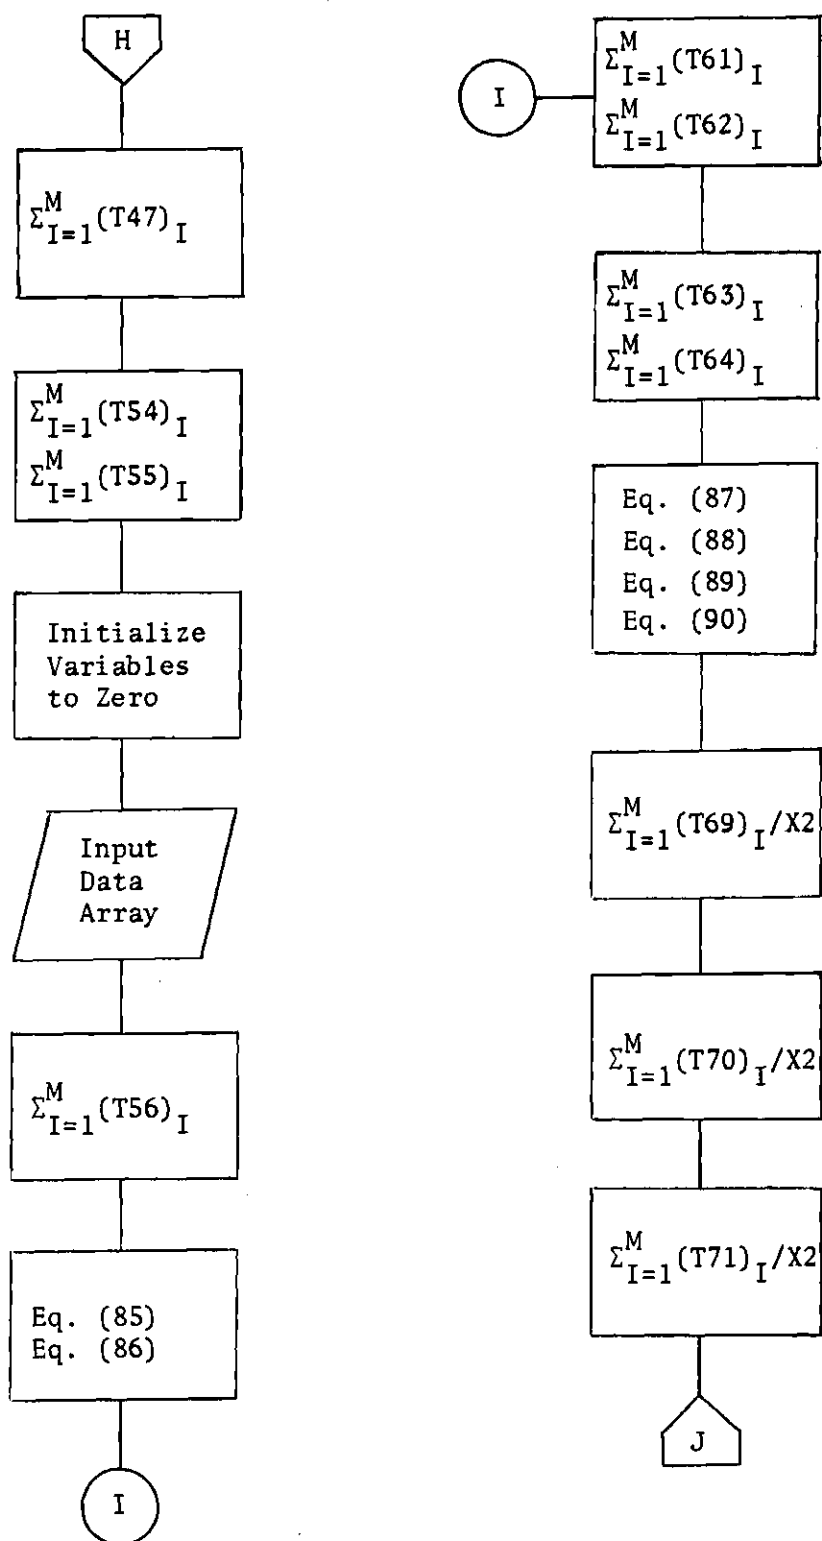 H
Σ^M_{I=1}(T47)_I
Σ^M_{I=1}(T54)_I
Σ^M_{I=1}(T55)_I
Initialize
Variables
to Zero
Input
Data
Array
Σ^M_{I=1}(T56)_I
Eq. (85)
Eq. (86)
I
I
Σ^M_{I=1}(T61)_I
Σ^M_{I=1}(T62)_I
Σ^M_{I=1}(T63)_I
Σ^M_{I=1}(T64)_I
Eq. (87)
Eq. (88)
Eq. (89)
Eq. (90)
Σ^M_{I=1}(T69)_I/X2
Σ^M_{I=1}(T70)_I/X2
Σ^M_{I=1}(T71)_I/X2
J